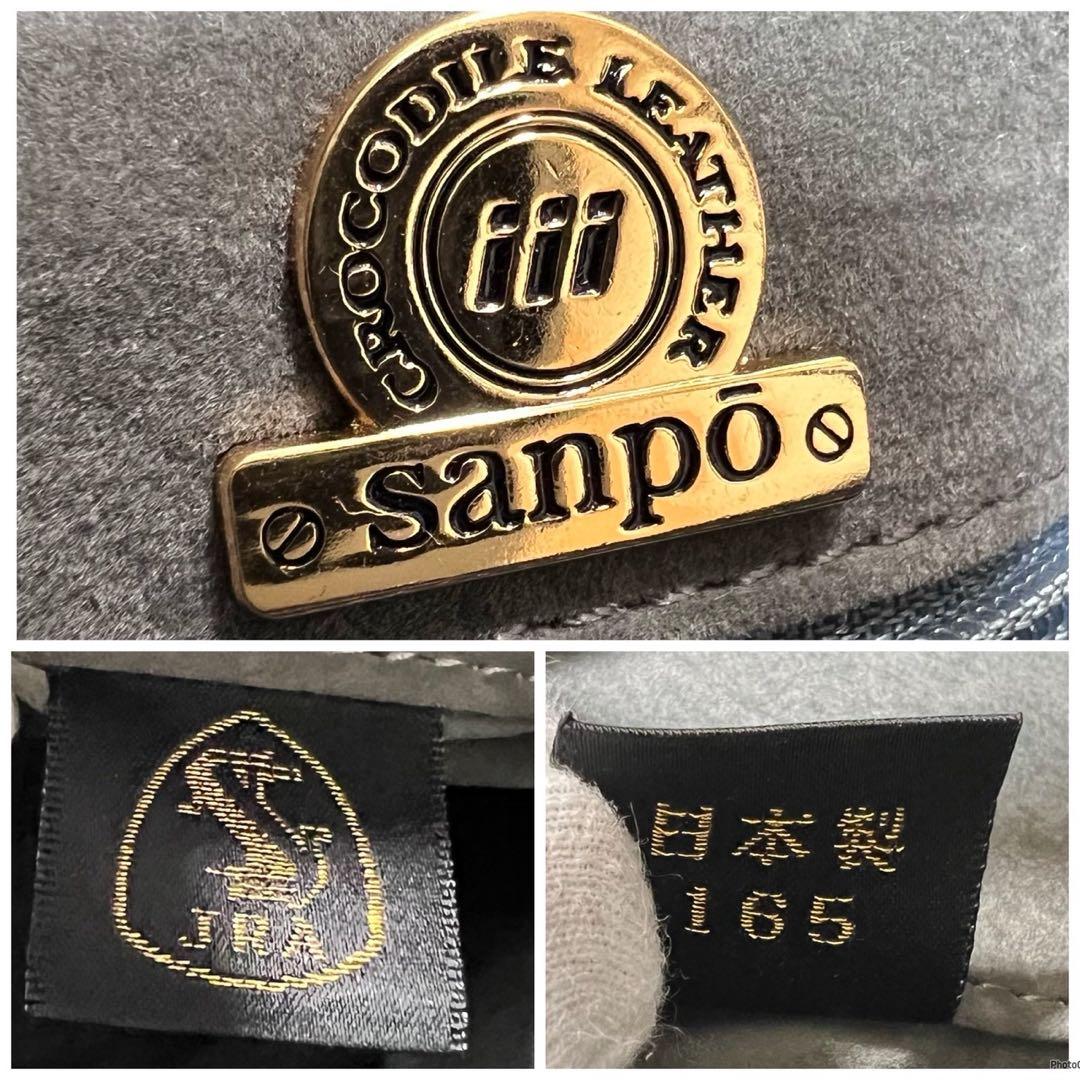 CROCODILE LEATHER
iii
sanpō
JRA
日本製
165